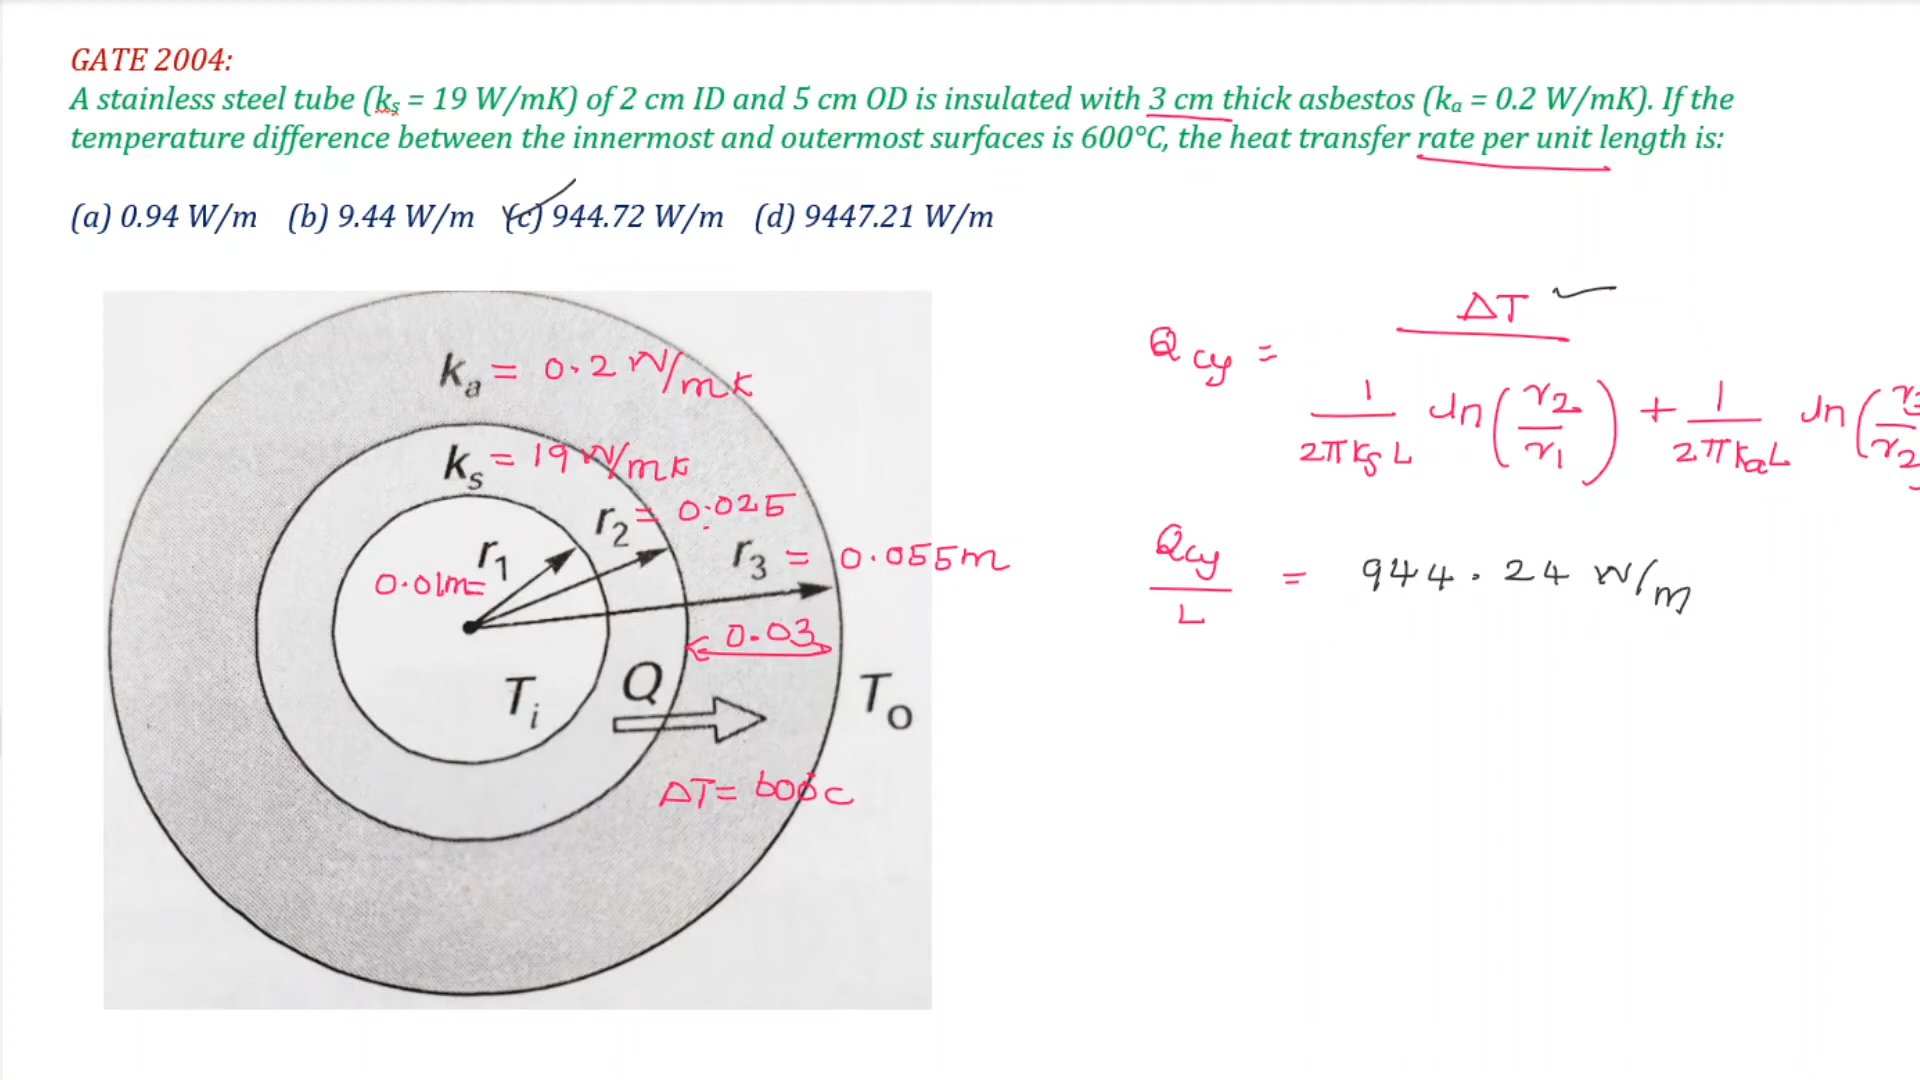 GATE 2004:
A stainless steel tube (kₛ = 19 W/mK) of 2 cm ID and 5 cm OD is insulated with 3 cm thick asbestos (kₐ = 0.2 W/mK). If the
temperature difference between the innermost and outermost surfaces is 600°C, the heat transfer rate per unit length is:
(a) 0.94 W/m (b) 9.44 W/m (c) 944.72 W/m (d) 9447.21 W/m
kₐ = 0.2 W/mK
kₛ = 19 W/mK
r₂ = 0.025
r₁
0.01m=
r₃ = 0.055m
0.03
Tᵢ
Q
Tₒ
ΔT= 600°C
Qcy = ΔT
1/2πksL ln(r2/r1) + 1/2πkaL ln(r3/r2
Qcy/L = 944.24 W/m